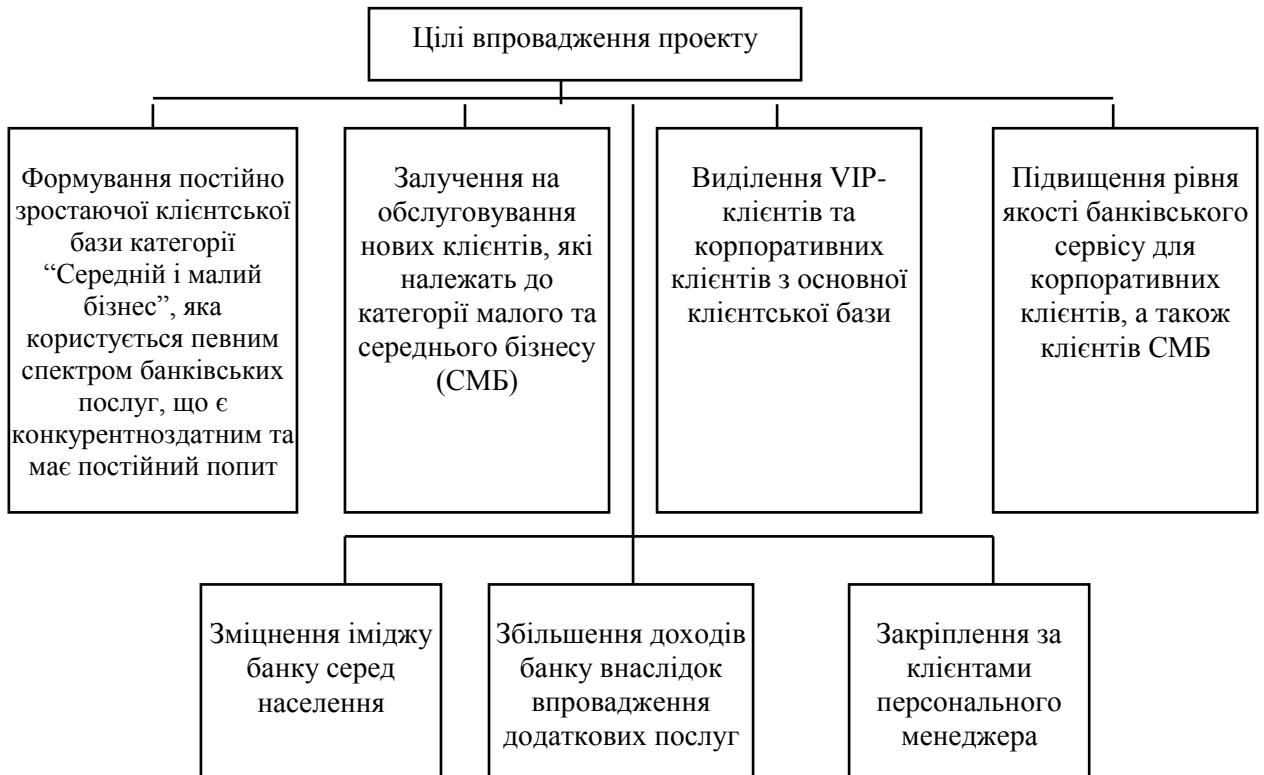 Цілі впровадження проекту
Формування постійно
зростаючої клієнтської
бази категорії
“Середній і малий
бізнес”, яка
користується певним
спектром банківських
послуг, що є
конкурентноздатним та
має постійний попит
Залучення на
обслуговування
нових клієнтів, які
належать до
категорії малого та
середнього бізнесу
(СМБ)
Виділення VIP-
клієнтів та
корпоративних
клієнтів з основної
клієнтської бази
Підвищення рівня
якості банківського
сервісу для
корпоративних
клієнтів, а також
клієнтів СМБ
Зміцнення іміджу
банку серед
населення
Збільшення доходів
банку внаслідок
впровадження
додаткових послуг
Закріплення за
клієнтами
персонального
менеджера